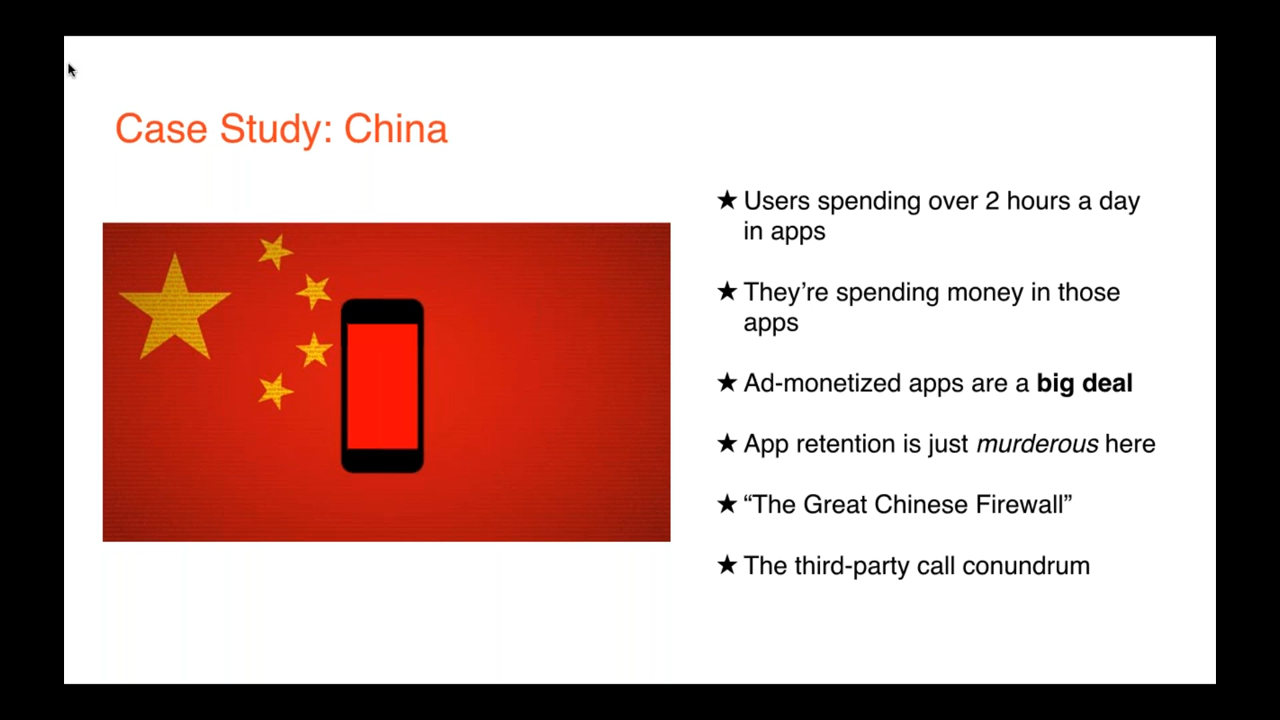 Case Study: China
★ Users spending over 2 hours a day
in apps
★ They’re spending money in those
apps
★ Ad-monetized apps are a big deal
★ App retention is just murderous here
★ “The Great Chinese Firewall”
★ The third-party call conundrum